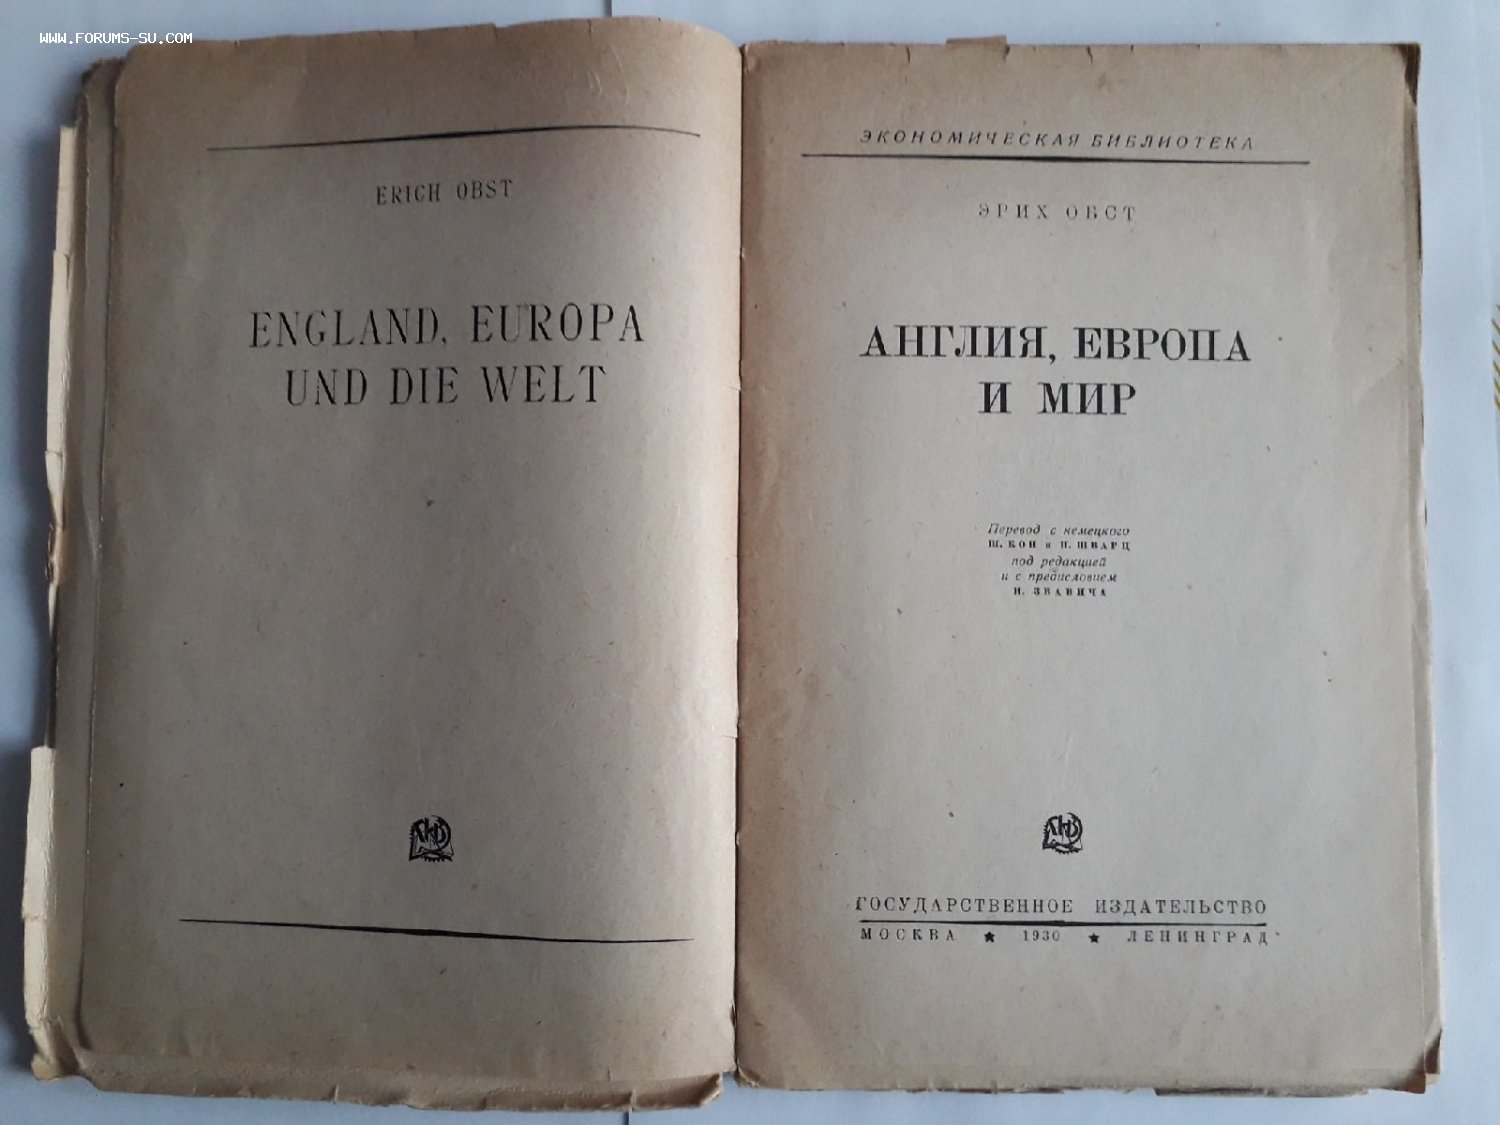 WWW.FORUMS-SU.COM
ERICH OBST
ENGLAND, EUROPA
UND DIE WELT
ЭКОНОМИЧЕСКАЯ БИБЛИОТЕКА
ЭРИХ ОБСТ
АНГЛИЯ, ЕВРОПА
И МИР
Перевод с немецкого
Ш. КОН и П. ШВАРЦ
под редакцией
и с предисловием
И. ЗВАВИЧА
ГОСУДАРСТВЕННОЕ ИЗДАТЕЛЬСТВО
МОСКВА ★ 1930 ★ ЛЕНИНГРАД